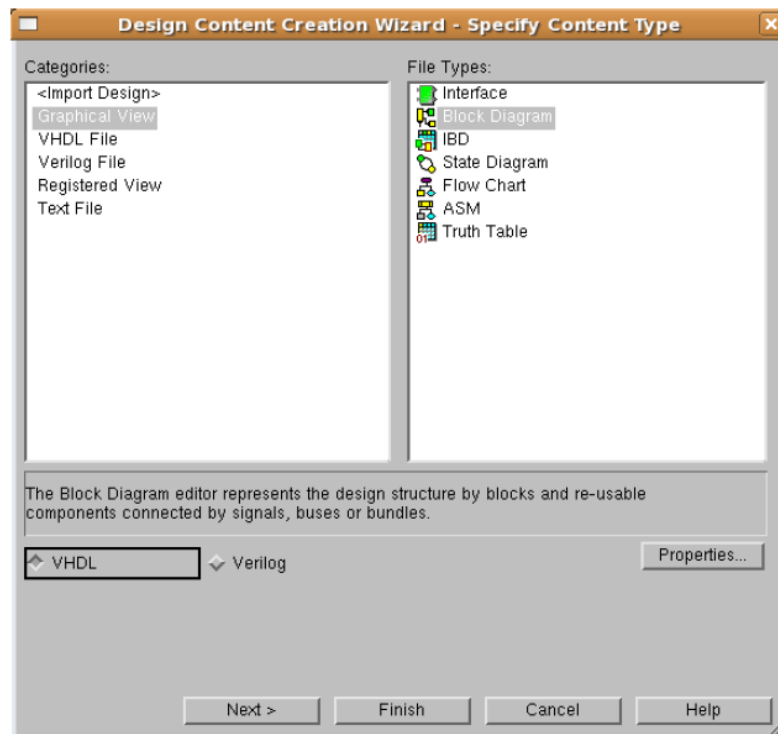 Design Content Creation Wizard - Specify Content Type
Categories:
<Import Design>
Graphical View
VHDL File
Verilog File
Registered View
Text File
File Types:
Interface
Block Diagram
IBD
State Diagram
Flow Chart
ASM
01
Truth Table
The Block Diagram editor represents the design structure by blocks and re-usable
components connected by signals, buses or bundles.
VHDL
Verilog
Properties...
Next >
Finish
Cancel
Help